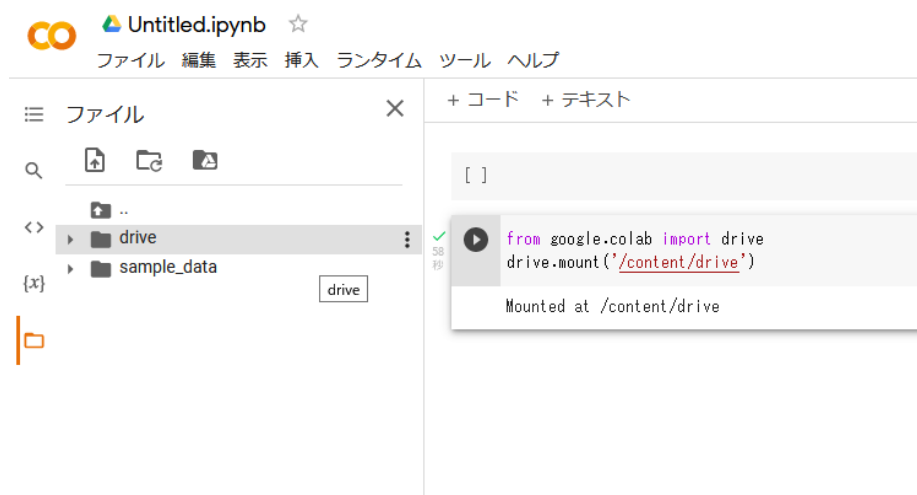 Untitled.ipynb
ファイル 編集 表示 挿入 ランタイム ツール ヘルプ
ファイル
+ コード + テキスト
..
drive
sample_data
drive
{x}
[ ]
58
秒
from google.colab import drive
drive.mount('/content/drive')
Mounted at /content/drive